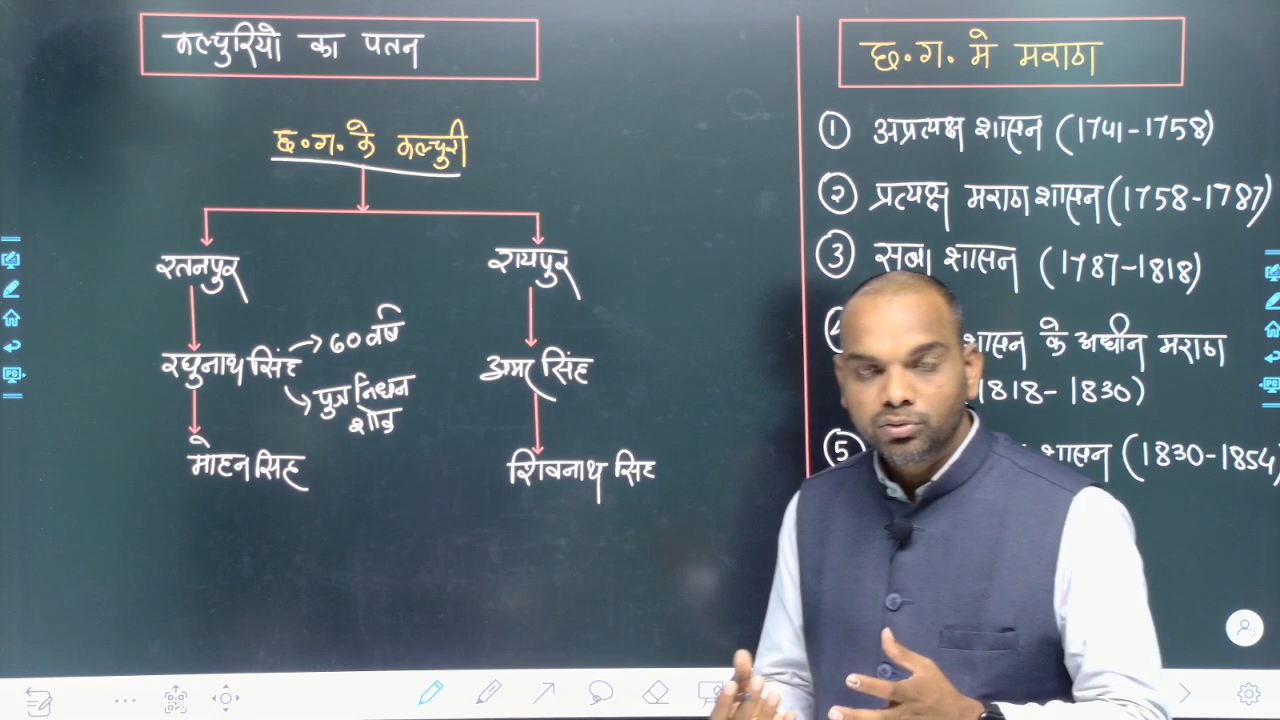 कल्चुरियो का पतन
छ.ग. के कल्चुरी
रतनपुर
रायपुर
रघुनाथ सिंह
60 वर्ष
पुत्र निधन
शोक
अमर सिंह
मोहन सिंह
शिवनाथ सिंह
छ.ग. मे मराठा
① अप्रत्यक्ष शासन (1741-1758)
② प्रत्यक्ष मराठा शासन (1758-1787)
③ सूबा शासन (1787-1818)
④ शासन के अधीन मराठा
1818-1830)
⑤ शासन (1830-1854